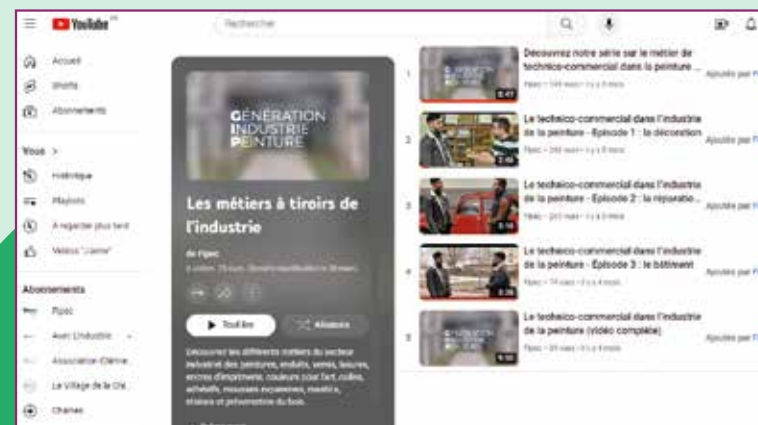 YouTube
Rechercher
Accueil
Shorts
Abonnements
Vous >
Historique
Playlists
A regarder plus tard
Vidéos "J'aime"
Abonnements
Fipec
Avec L'industrie
Association
Le Village de la
Chaînes
GÉNÉRATION
INDUSTRIE
PEINTURE
Les métiers à tiroirs de
l'industrie
de Fipec
Tout lire
Aléatoire
Découvrez les différents métiers du secteur
industriel des peintures, enduits, vernis, lasures,
encres d'imprimerie, couleurs pour l'art, colles,
adhésifs, mousses expansives, mastics,
résines et préservation du bois.
1
Découvrez notre série sur le métier de
technico-commercial dans la peinture ...
Ajoutée par
2
Le technico-commercial dans l'industrie
de la peinture - Épisode 1 : la décoration
Ajoutée par
3
Le technico-commercial dans l'industrie
de la peinture - Épisode 2 : la réparatio...
Ajoutée par
4
Le technico-commercial dans l'industrie
de la peinture - Épisode 3 : le bâtiment
Ajoutée par
5
Le technico-commercial dans l'industrie
de la peinture (vidéo complète)
Ajoutée par